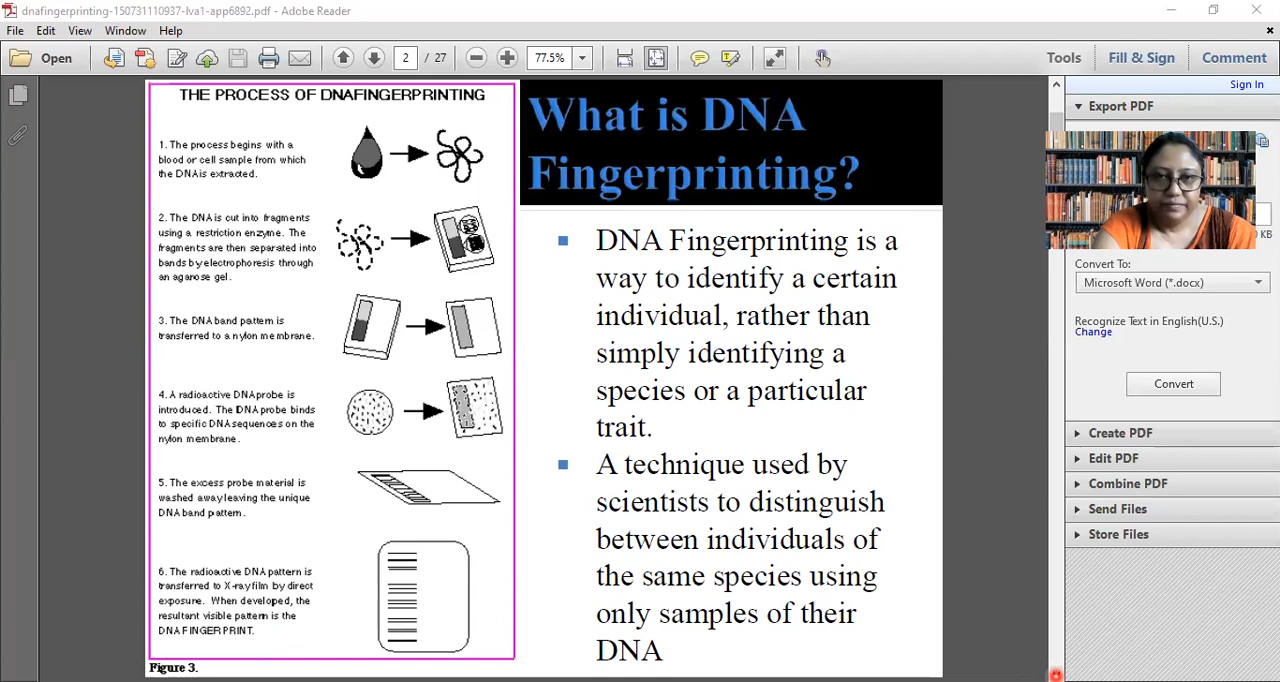 dnafingerprinting-150731110937-lva1-app6892.pdf - Adobe Reader
File Edit View Window Help
Open 2 / 27 77.5% Tools Fill & Sign Comment
Sign In
Export PDF
KB
Convert To:
Microsoft Word (*.docx)
Recognize Text in English(U.S.)
Change
Convert
Create PDF
Edit PDF
Combine PDF
Send Files
Store Files
THE PROCESS OF DNAFINGERPRINTING
1. The process begins with a
blood or cell sample from which
the DNA is extracted.
2. The DNA is cut into fragments
using a restriction enzyme. The
fragments are then separated into
bands by electrophoresis through
an agarose gel.
3. The DNA band pattern is
transferred to a nylon membrane.
4. A radioactive DNA probe is
introduced. The DNA probe binds
to specific DNA sequences on the
nylon membrane.
5. The excess probe material is
washed away leaving the unique
DNA band pattern.
6. The radioactive DNA pattern is
transferred to X-ray film by direct
exposure. When developed, the
resultant visible pattern is the
DNA FINGERPRINT.
Figure 3.
What is DNA
Fingerprinting?
DNA Fingerprinting is a
way to identify a certain
individual, rather than
simply identifying a
species or a particular
trait.
A technique used by
scientists to distinguish
between individuals of
the same species using
only samples of their
DNA